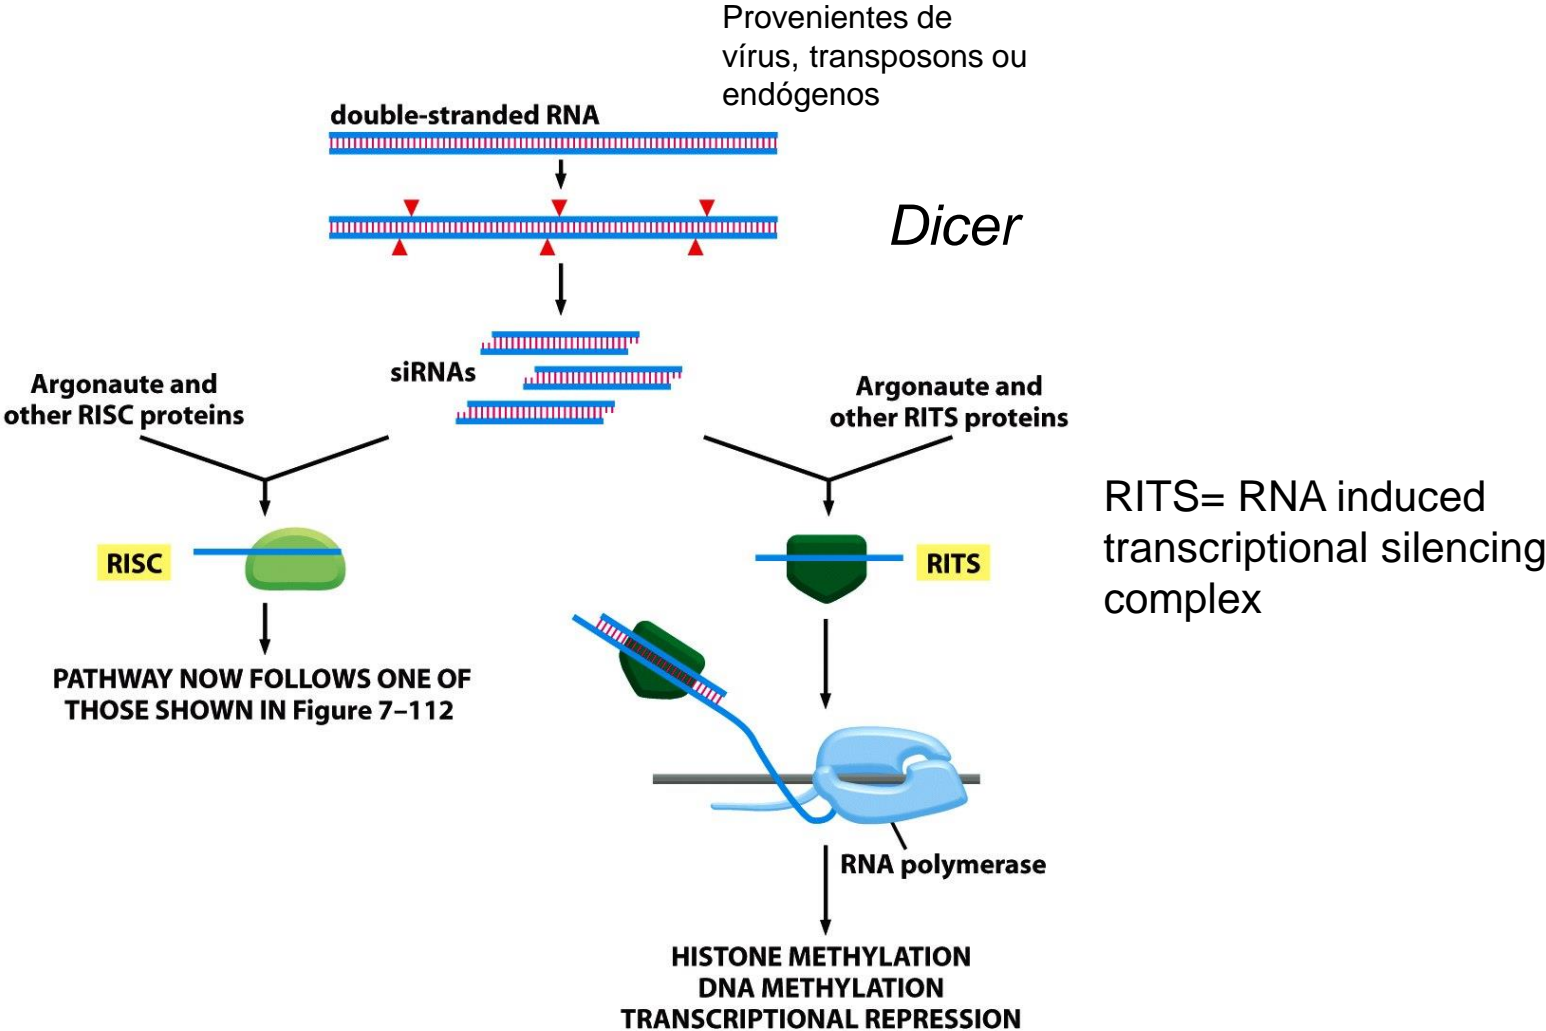 Provenientes de
vírus, transposons ou
endógenos
double-stranded RNA
Dicer
siRNAs
Argonaute and
other RISC proteins
Argonaute and
other RITS proteins
RISC
RITS
RITS= RNA induced
transcriptional silencing
complex
PATHWAY NOW FOLLOWS ONE OF
THOSE SHOWN IN Figure 7–112
RNA polymerase
HISTONE METHYLATION
DNA METHYLATION
TRANSCRIPTIONAL REPRESSION